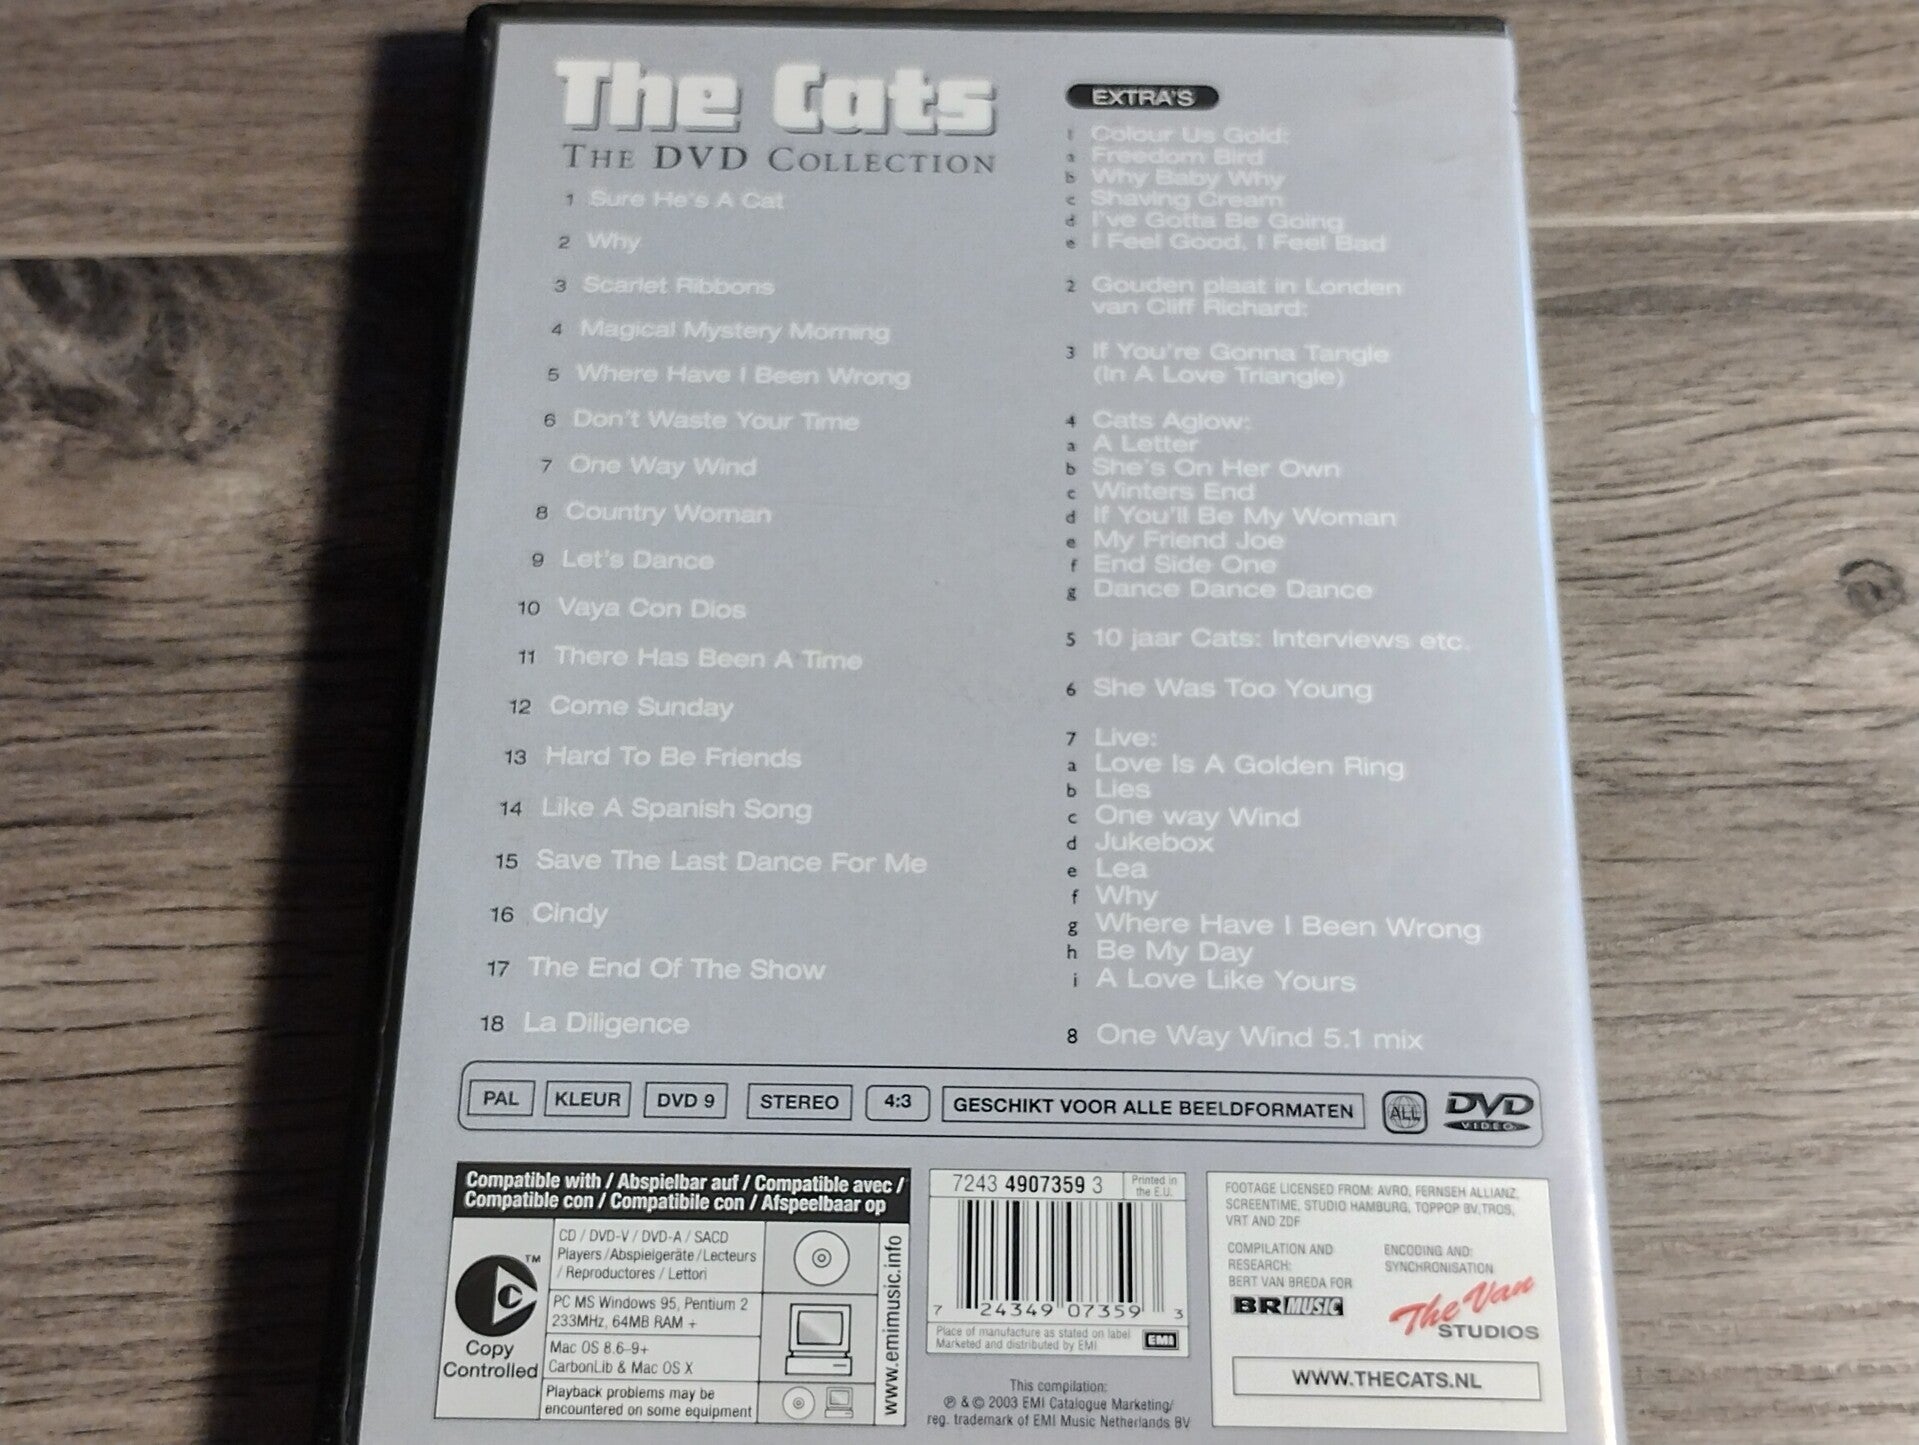 The Cats
THE DVD COLLECTION
1 Sure He's A Cat
2 Why
3 Scarlet Ribbons
4 Magical Mystery Morning
5 Where Have I Been Wrong
6 Don't Waste Your Time
7 One Way Wind
8 Country Woman
9 Let's Dance
10 Vaya Con Dios
11 There Has Been A Time
12 Come Sunday
13 Hard To Be Friends
14 Like A Spanish Song
15 Save The Last Dance For Me
16 Cindy
17 The End Of The Show
18 La Diligence
EXTRA'S
1 Colour Us Gold:
a Freedom Bird
b Why Baby Why
c Shaving Cream
d I've Gotta Be Going
e I Feel Good, I Feel Bad
2 Gouden plaat in Londen
van Cliff Richard:
3 If You're Gonna Tangle
(In A Love Triangle)
4 Cats Aglow:
a A Letter
b She's On Her Own
c Winters End
d If You'll Be My Woman
e My Friend Joe
f End Side One
g Dance Dance Dance
5 10 jaar Cats: Interviews etc.
6 She Was Too Young
7 Live:
a Love Is A Golden Ring
b Lies
c One way Wind
d Jukebox
e Lea
f Why
g Where Have I Been Wrong
h Be My Day
i A Love Like Yours
8 One Way Wind 5.1 mix
PAL KLEUR DVD 9 STEREO 4:3 GESCHIKT VOOR ALLE BEELDFORMATEN ALL DVD
VIDEO
Compatible with / Abspielbar auf / Compatible avec /
Compatible con / Compatibile con / Afspeelbaar op
TM
Copy
Controlled
CD / DVD-V / DVD-A / SACD
Players / Abspielgeräte / Lecteurs
/ Reproductores / Lettori
PC MS Windows 95, Pentium 2
233MHz, 64MB RAM +
Mac OS 8.6-9+
CarbonLib & Mac OS X
Playback problems may be
encountered on some equipment
www.emimusic.info
7243 4907359 3
Printed in
the E.U.
7 24349 07359 3
Place of manufacture as stated on label
Marketed and distributed by EMI
EMI
This compilation:
℗ & © 2003 EMI Catalogue Marketing/
reg. trademark of EMI Music Netherlands BV
FOOTAGE LICENSED FROM: AVRO, FERNSEH ALLIANZ,
SCREENTIME, STUDIO HAMBURG, TOPPOP BV, TROS,
VRT AND ZDF
COMPILATION AND
RESEARCH:
BERT VAN BREDA FOR
BR MUSIC
ENCODING AND:
SYNCHRONISATION
The Van
STUDIOS
WWW.THECATS.NL